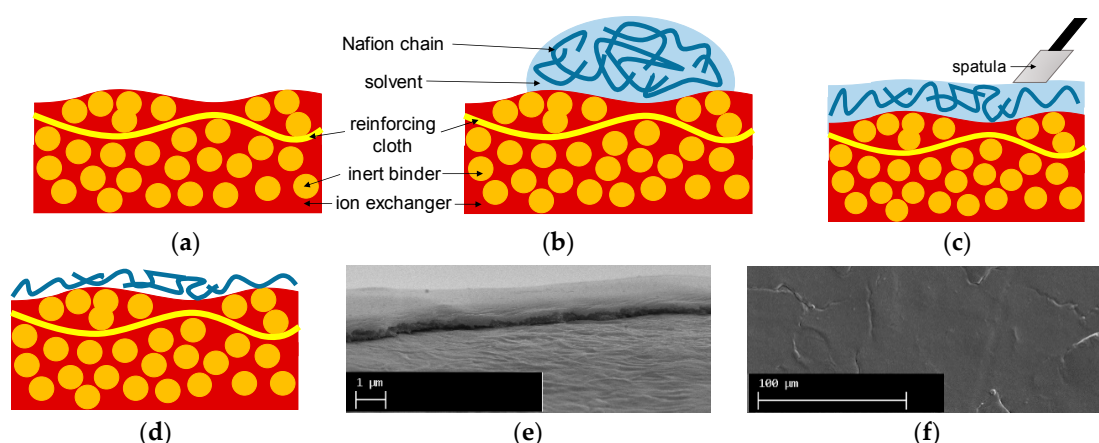 Nafion chain
solvent
spatula
reinforcing
cloth
inert binder
ion exchanger
(a)
(b)
(c)
1 μm
100 μm
(d)
(e)
(f)